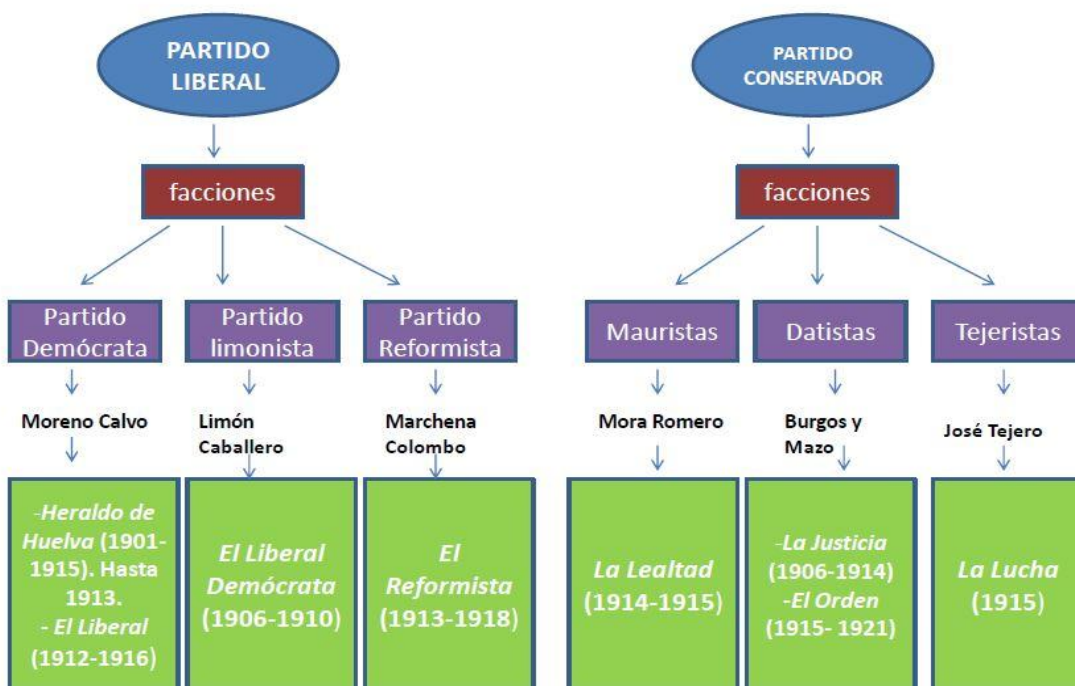 PARTIDO
LIBERAL
facciones
Partido
Demócrata
Moreno Calvo
-Heraldo de
Huelva (1901-
1915). Hasta
1913.
- El Liberal
(1912-1916)
Partido
limonista
Limón
Caballero
El Liberal
Demócrata
(1906-1910)
Partido
Reformista
Marchena
Colombo
El
Reformista
(1913-1918)
PARTIDO
CONSERVADOR
facciones
Mauristas
Mora Romero
La Lealtad
(1914-1915)
Datistas
Burgos y
Mazo
-La Justicia
(1906-1914)
-El Orden
(1915- 1921)
Tejeristas
José Tejero
La Lucha
(1915)